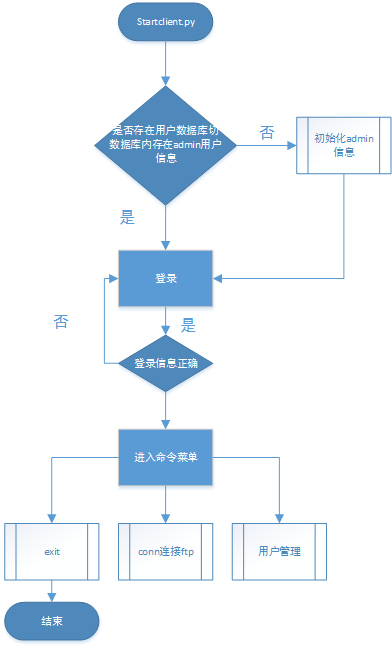 Startclient.py
是否存在用户数据库切
数据库内存在admin用户
信息
否
初始化admin
信息
是
登录
否
是
登录信息正确
进入命令菜单
exit
conn连接ftp
用户管理
结束